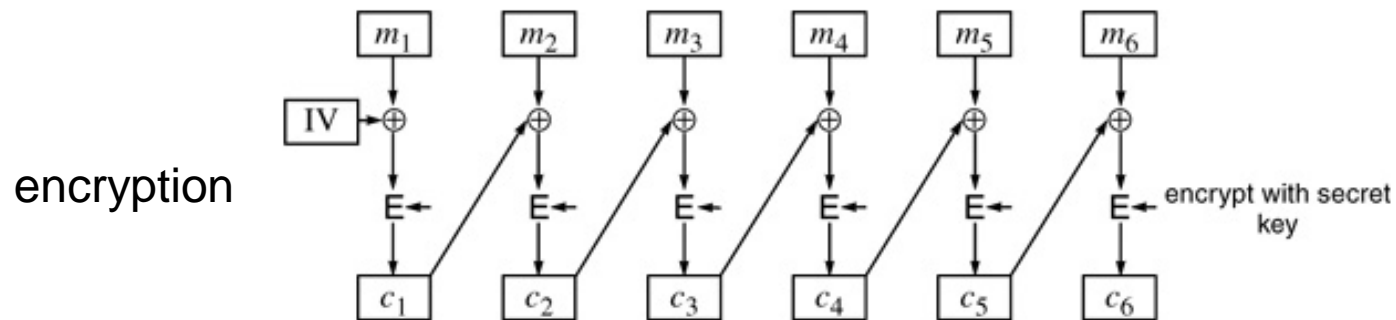 m₁ m₂ m₃ m₄ m₅ m₆
IV
encryption
E E E E E E encrypt with secret
key
c₁ c₂ c₃ c₄ c₅ c₆